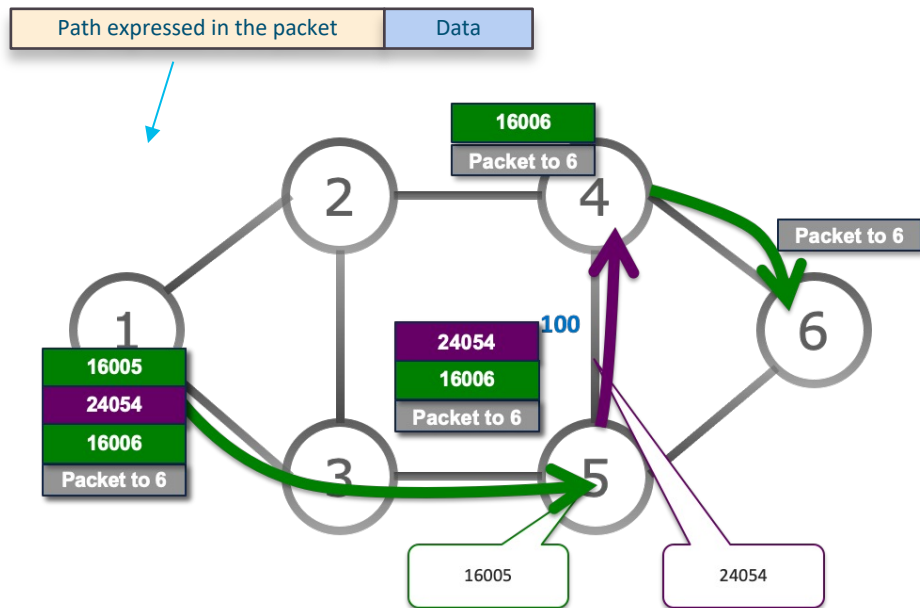 Path expressed in the packet
Data
16006
Packet to 6
2
4
Packet to 6
1
100
6
16005
24054
16006
Packet to 6
24054
16006
Packet to 6
3
5
16005
24054